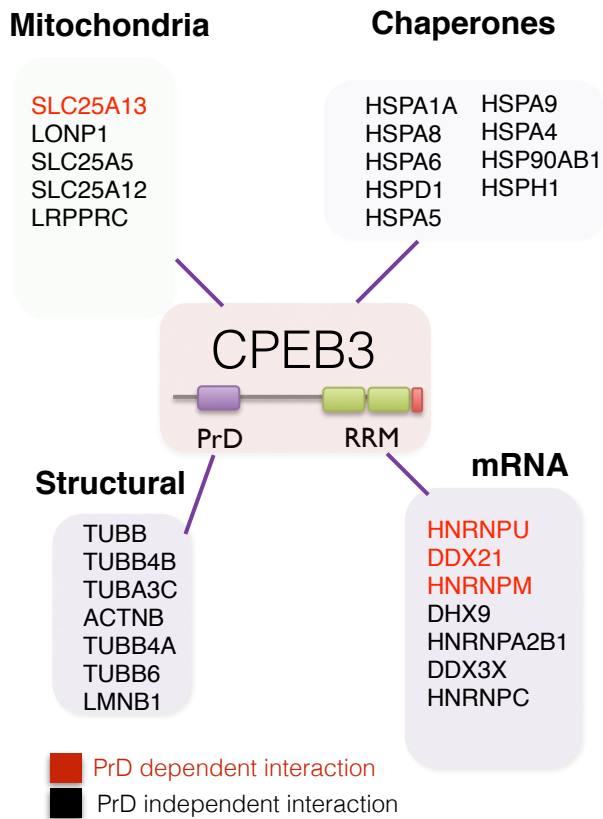 Mitochondria
SLC25A13
LONP1
SLC25A5
SLC25A12
LRPPRC
Chaperones
HSPA1A
HSPA8
HSPA6
HSPD1
HSPA5
HSPA9
HSPA4
HSP90AB1
HSPH1
CPEB3
PrD
RRM
Structural
TUBB
TUBB4B
TUBA3C
ACTNB
TUBB4A
TUBB6
LMNB1
mRNA
HNRNPU
DDX21
HNRNPM
DHX9
HNRNPA2B1
DDX3X
HNRNPC
PrD dependent interaction
PrD independent interaction